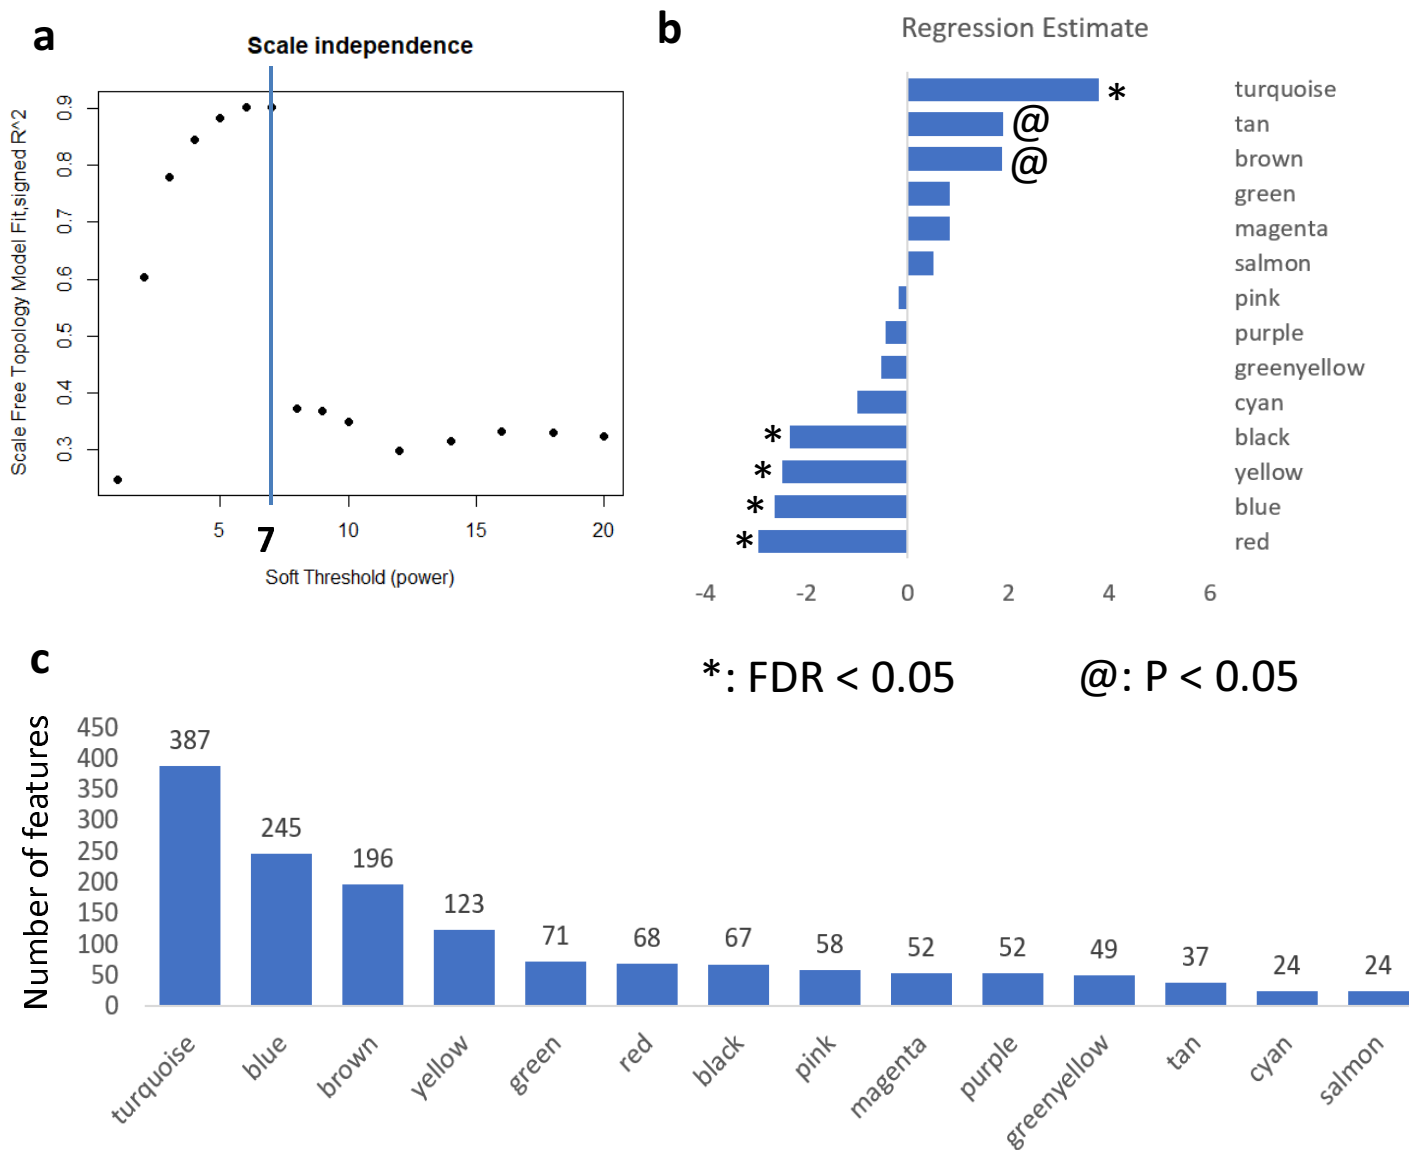 a
Scale independence
Scale Free Topology Model Fit,signed R^2
0.9
0.8
0.7
0.6
0.5
0.4
0.3
5
7
10
15
20
Soft Threshold (power)
b
Regression Estimate
*
turquoise
@
tan
@
brown
green
magenta
salmon
pink
purple
greenyellow
cyan
*
black
*
yellow
*
blue
*
red
-4 -2 0 2 4 6
*: FDR < 0.05 @: P < 0.05
c
Number of features
450
400
350
300
250
200
150
100
50
0
387
245
196
123
71
68
67
58
52
52
49
37
24
24
turquoise
blue
brown
yellow
green
red
black
pink
magenta
purple
greenyellow
tan
cyan
salmon